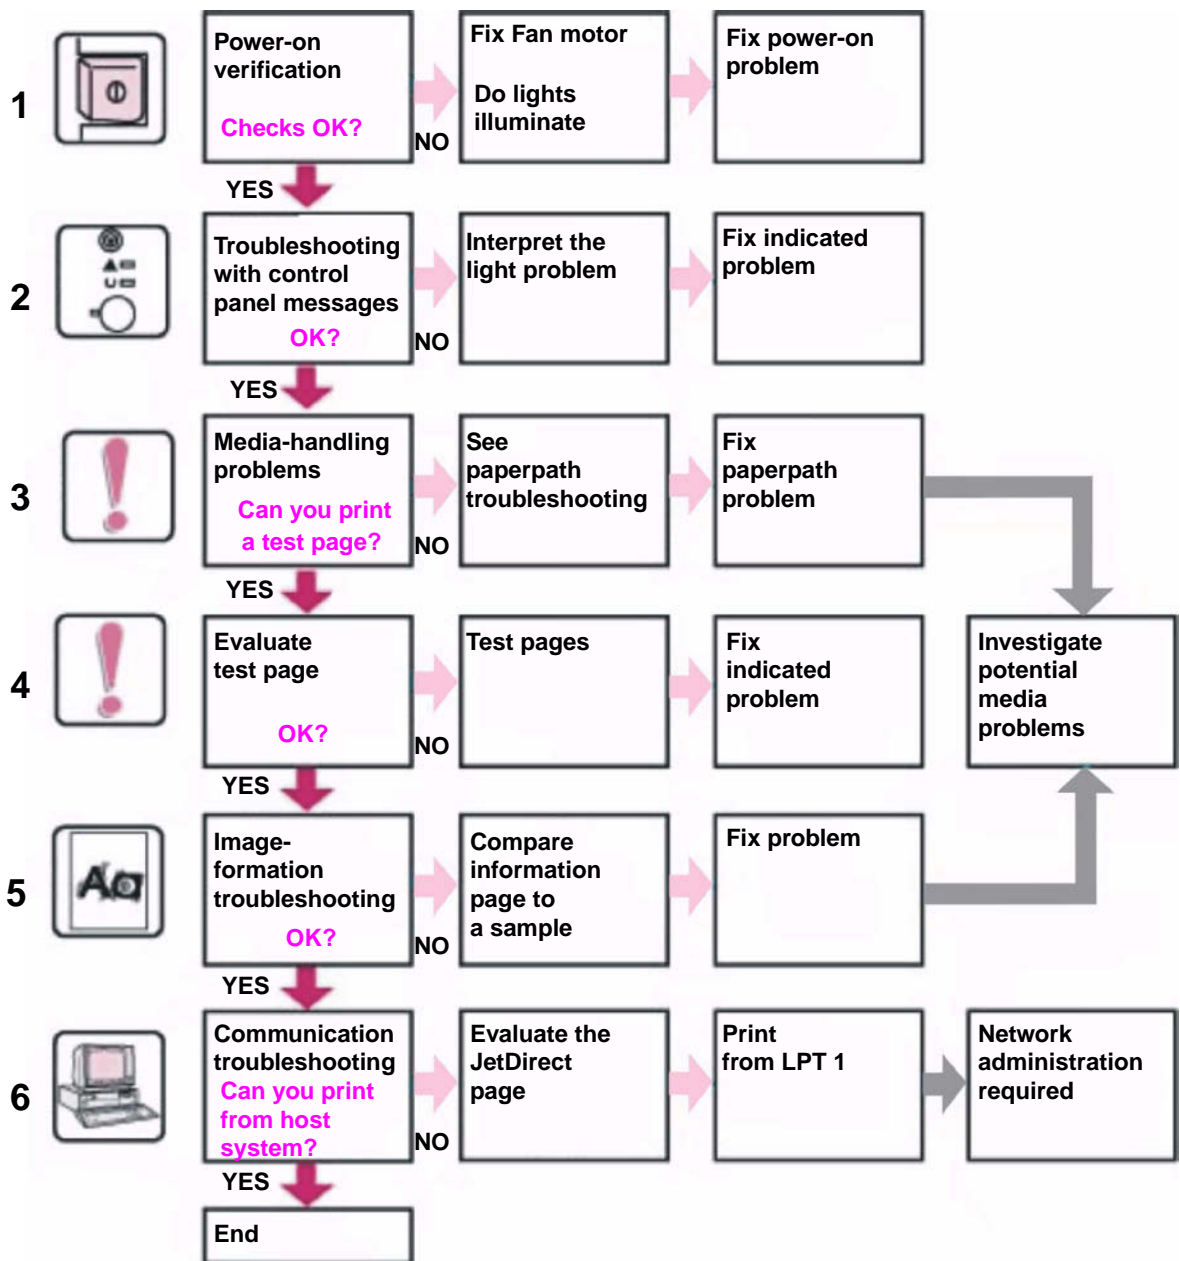 1
Power-on
verification
Checks OK?
NO
Fix Fan motor
Do lights
illuminate
Fix power-on
problem
YES
2
Troubleshooting
with control
panel messages
OK?
NO
Interpret the
light problem
Fix indicated
problem
YES
3
Media-handling
problems
Can you print
a test page?
NO
See
paperpath
troubleshooting
Fix
paperpath
problem
YES
4
Evaluate
test page
OK?
NO
Test pages
Fix
indicated
problem
Investigate
potential
media
problems
YES
5
Image-
formation
troubleshooting
OK?
NO
Compare
information
page to
a sample
Fix problem
YES
6
Communication
troubleshooting
Can you print
from host
system?
NO
Evaluate the
JetDirect
page
Print
from LPT 1
Network
administration
required
YES
End